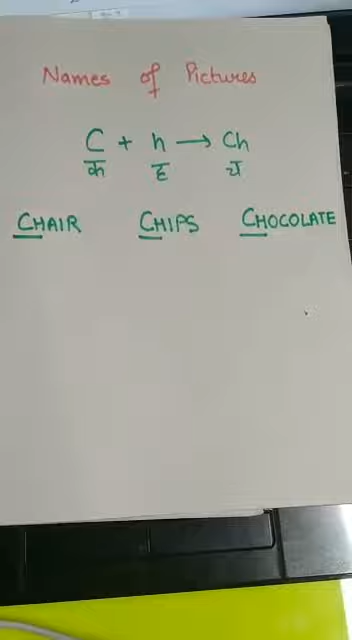 Names of Pictures
C + h → Ch
क ह च
CHAIR CHIPS CHOCOLATE